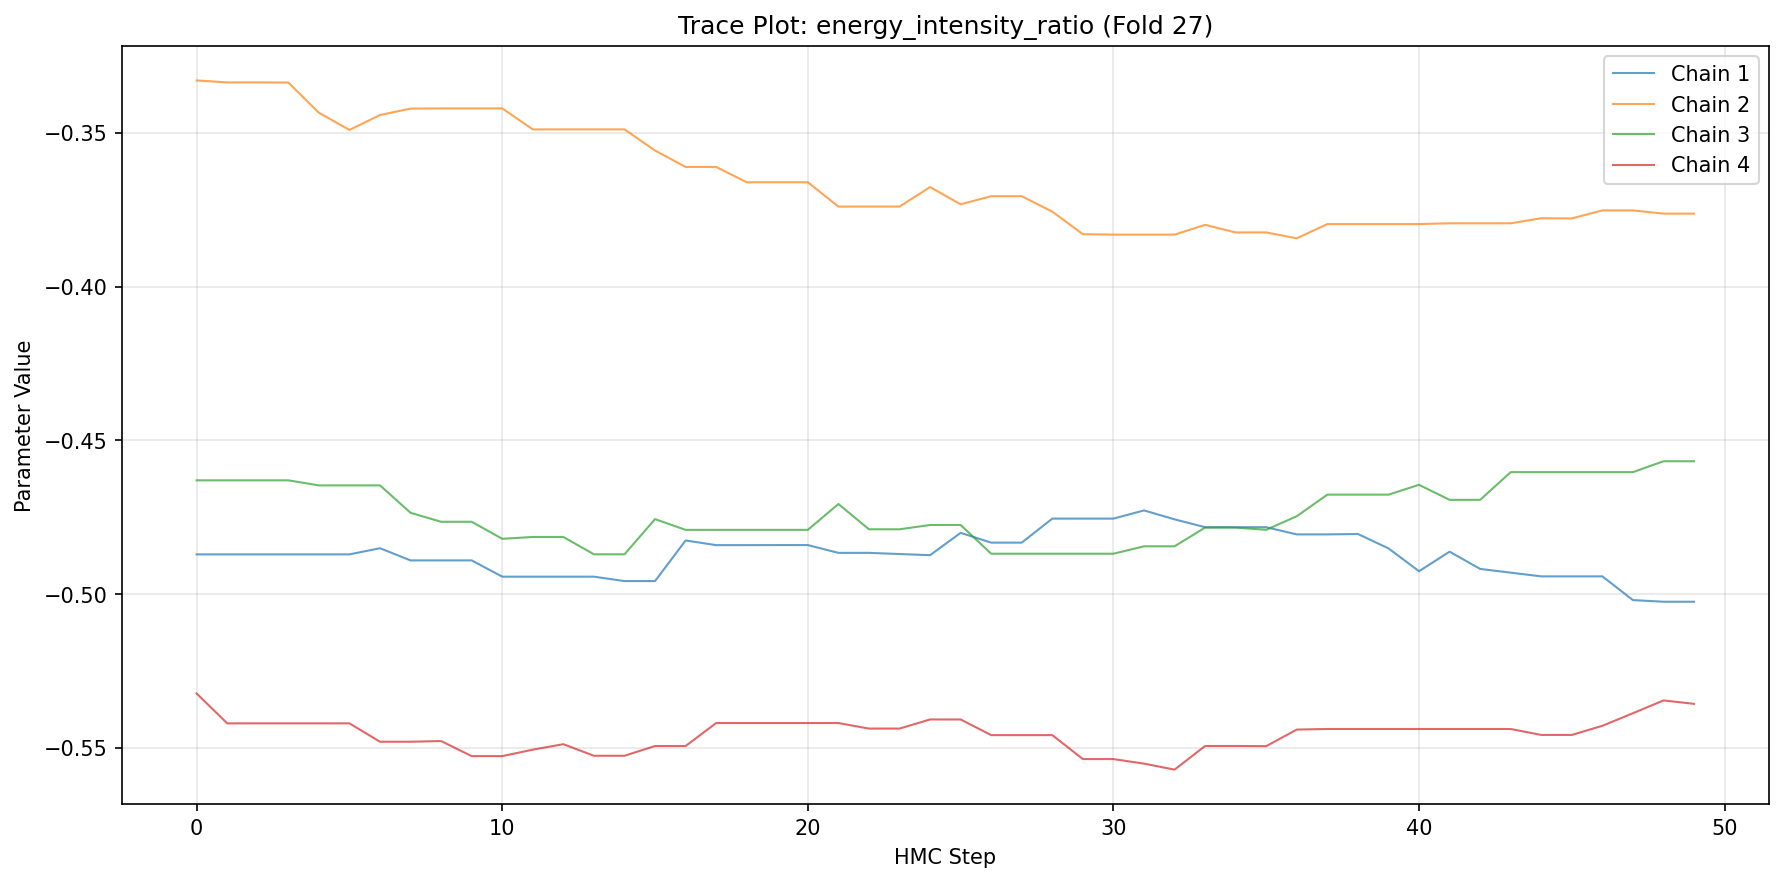 Trace Plot: energy_intensity_ratio (Fold 27)
Chain 1
Chain 2
Chain 3
Chain 4
Parameter Value
−0.35
−0.40
−0.45
−0.50
−0.55
0 10 20 30 40 50
HMC Step